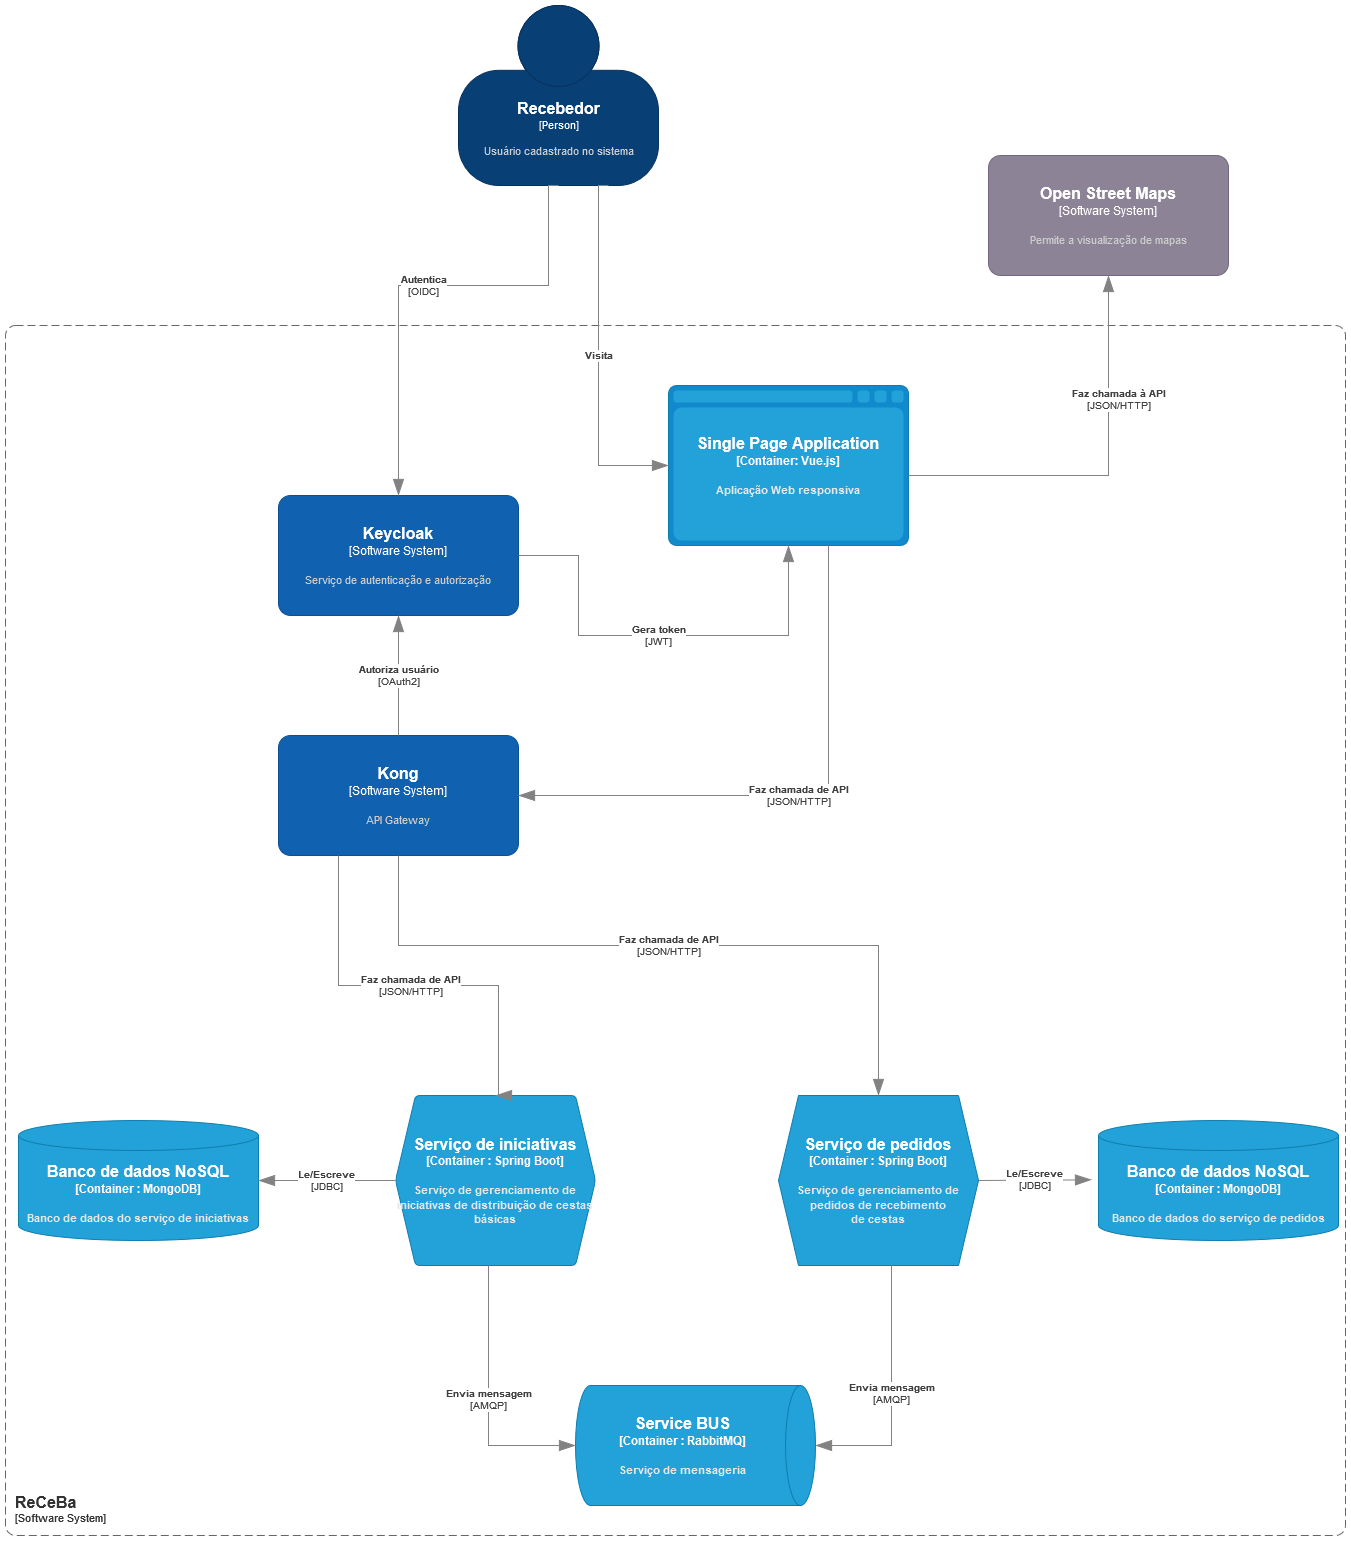 Recebedor
[Person]
Usuário cadastrado no sistema
Open Street Maps
[Software System]
Permite a visualização de mapas
Autentica
[OIDC]
Visita
Faz chamada à API
[JSON/HTTP]
Single Page Application
[Container: Vue.js]
Aplicação Web responsiva
Keycloak
[Software System]
Serviço de autenticação e autorização
Gera token
[JWT]
Autoriza usuário
[OAuth2]
Kong
[Software System]
API Gateway
Faz chamada de API
[JSON/HTTP]
Faz chamada de API
[JSON/HTTP]
Faz chamada de API
[JSON/HTTP]
Banco de dados NoSQL
[Container : MongoDB]
Banco de dados do serviço de iniciativas
Le/Escreve
[JDBC]
Serviço de iniciativas
[Container : Spring Boot]
Serviço de gerenciamento de
iniciativas de distribuição de cestas
básicas
Serviço de pedidos
[Container : Spring Boot]
Serviço de gerenciamento de
pedidos de recebimento
de cestas
Le/Escreve
[JDBC]
Banco de dados NoSQL
[Container : MongoDB]
Banco de dados do serviço de pedidos
Envia mensagem
[AMQP]
Envia mensagem
[AMQP]
Service BUS
[Container : RabbitMQ]
Serviço de mensageria
ReCeBa
[Software System]